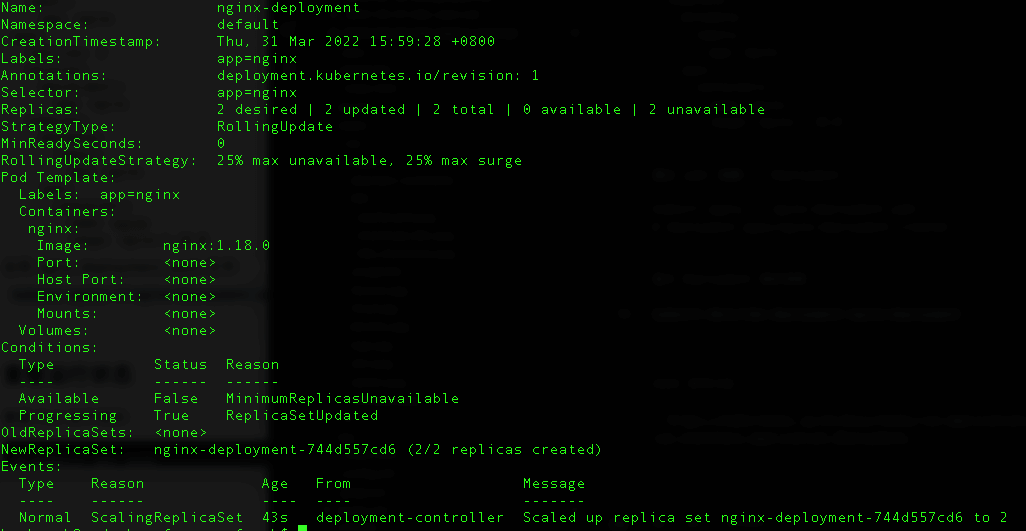 Name:                   nginx-deployment
Namespace:              default
CreationTimestamp:      Thu, 31 Mar 2022 15:59:28 +0800
Labels:                 app=nginx
Annotations:            deployment.kubernetes.io/revision: 1
Selector:               app=nginx
Replicas:               2 desired | 2 updated | 2 total | 0 available | 2 unavailable
StrategyType:           RollingUpdate
MinReadySeconds:        0
RollingUpdateStrategy:  25% max unavailable, 25% max surge
Pod Template:
  Labels:  app=nginx
  Containers:
   nginx:
    Image:        nginx:1.18.0
    Port:         <none>
    Host Port:    <none>
    Environment:  <none>
    Mounts:       <none>
  Volumes:        <none>
Conditions:
  Type           Status  Reason
  ----           ------  ------
  Available      False   MinimumReplicasUnavailable
  Progressing    True    ReplicaSetUpdated
OldReplicaSets:  <none>
NewReplicaSet:   nginx-deployment-744d557cd6 (2/2 replicas created)
Events:
  Type    Reason             Age   From                   Message
  ----    ------             ----  ----                   -------
  Normal  ScalingReplicaSet  43s   deployment-controller  Scaled up replica set nginx-deployment-744d557cd6 to 2